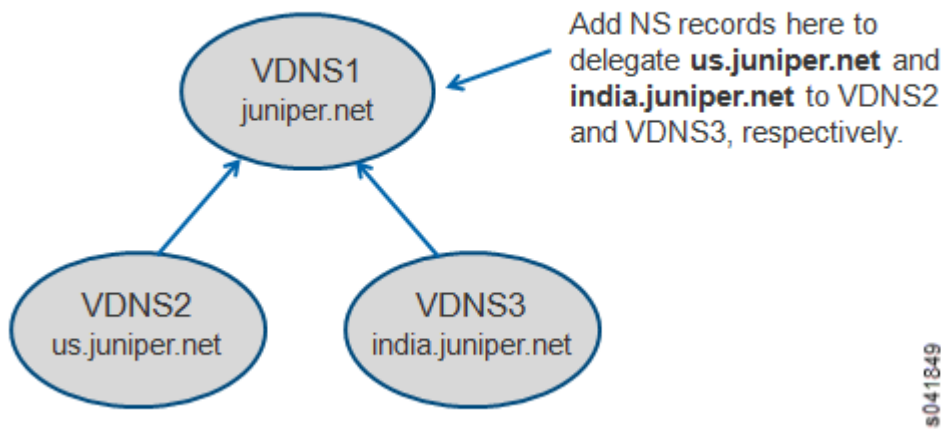 VDNS1
juniper.net
Add NS records here to
delegate us.juniper.net and
india.juniper.net to VDNS2
and VDNS3, respectively.
VDNS2
us.juniper.net
VDNS3
india.juniper.net
s041849